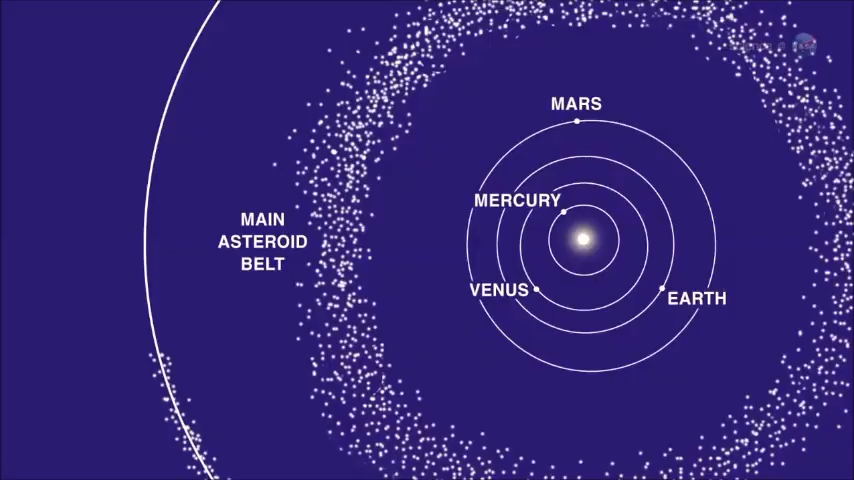 MARS
MERCURY
MAIN
ASTEROID
BELT
VENUS
EARTH